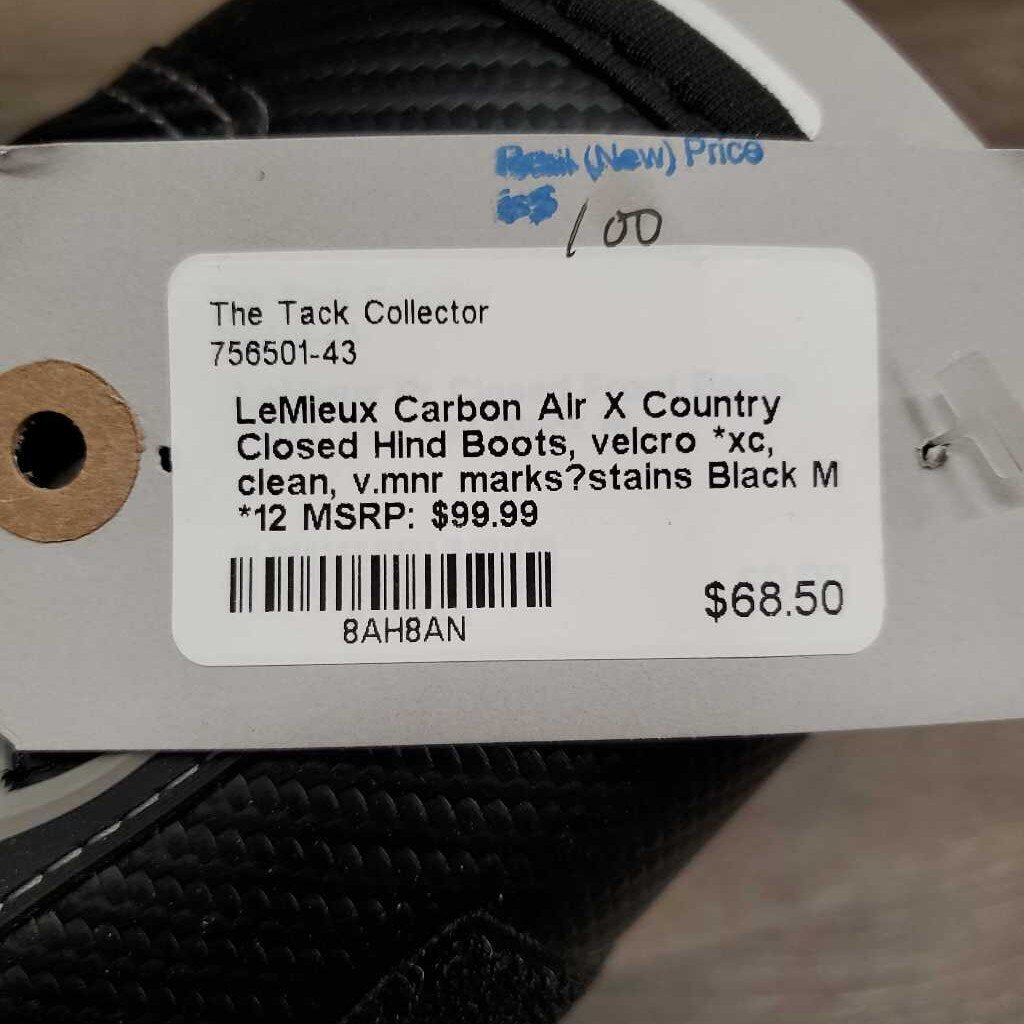 Retail (New) Price
is $
100
The Tack Collector
756501-43
LeMieux Carbon Air X Country
Closed Hind Boots, velcro *xc,
clean, v.mnr marks?stains Black M
*12 MSRP: $99.99
8AH8AN
$68.50